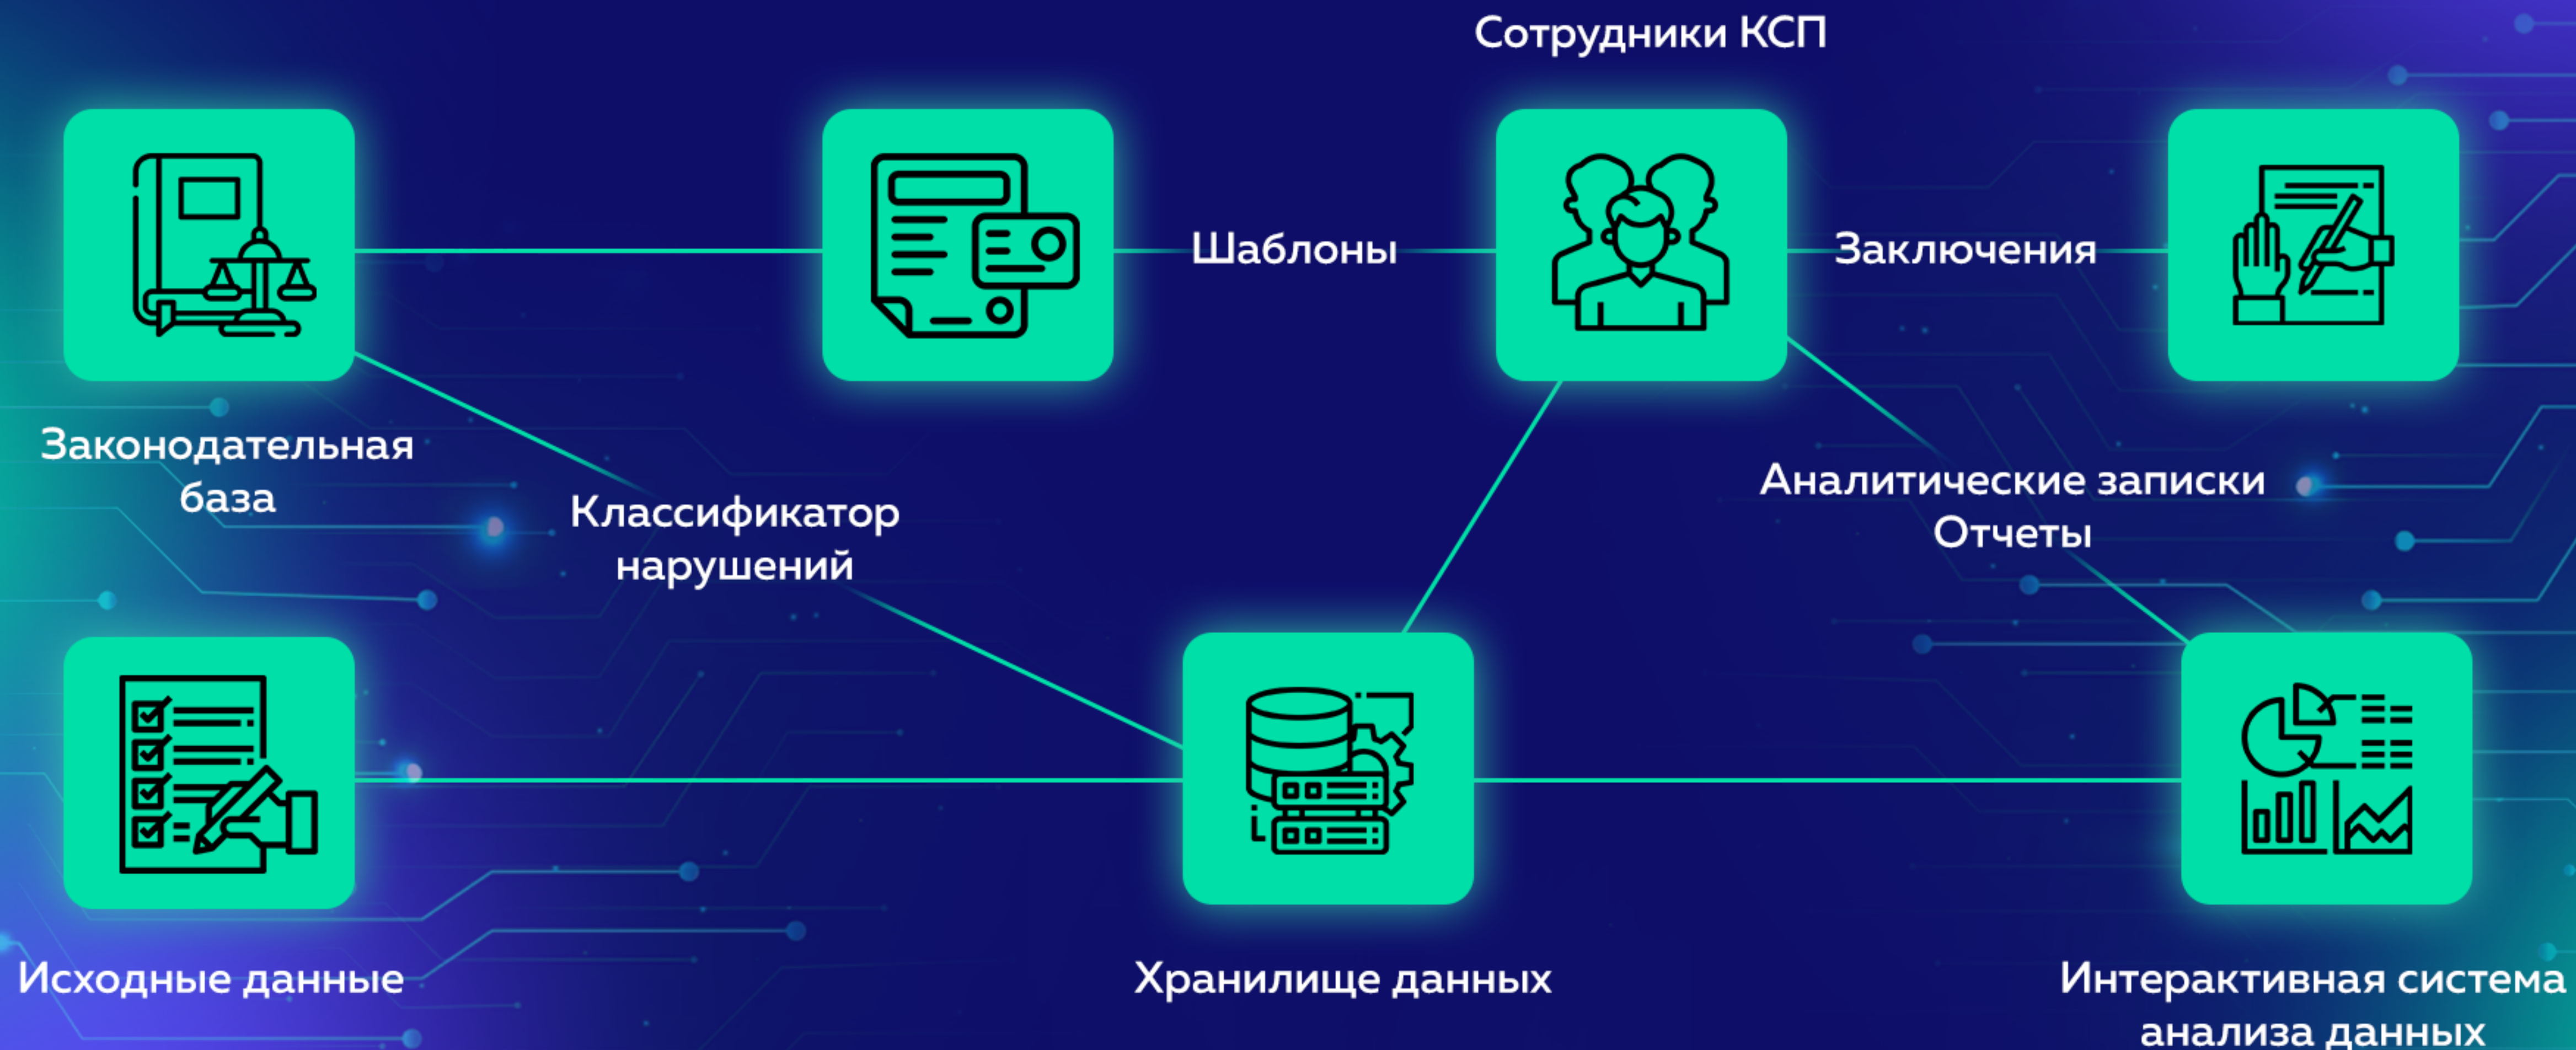 Сотрудники КСП
Шаблоны
Заключения
Законодательная
база
Классификатор
нарушений
Аналитические записки
Отчеты
Исходные данные
Хранилище данных
Интерактивная система
анализа данных